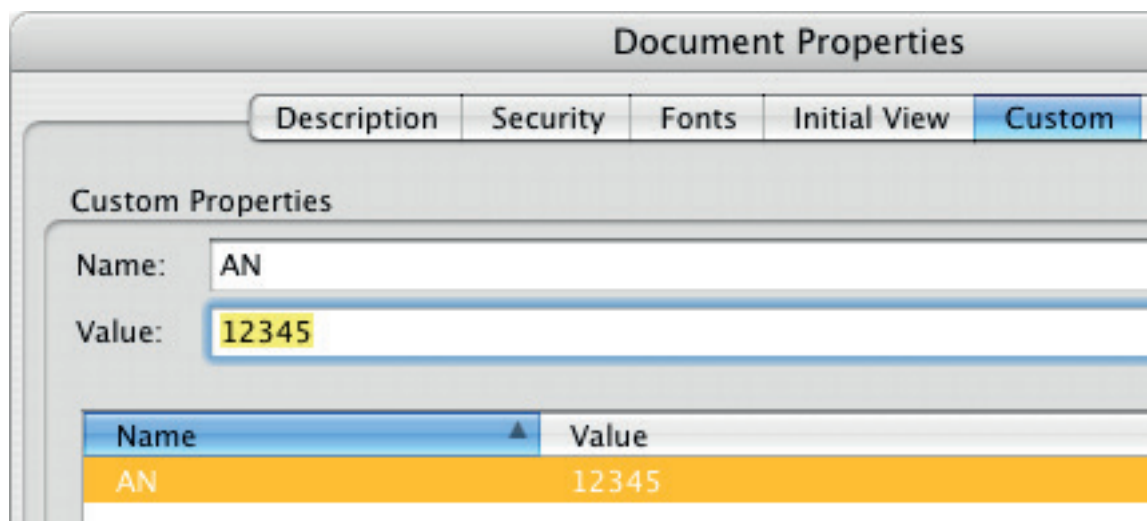 Document Properties
Description Security Fonts Initial View Custom
Custom Properties
Name: AN
Value: 12345
Name Value
AN 12345